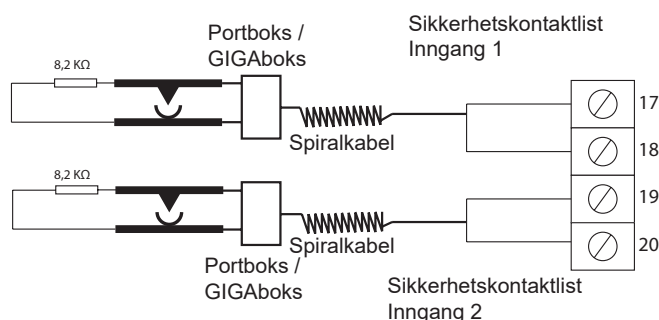 Portboks /
GIGAboks
Sikkerhetskontaktlist
Inngang 1
8,2 KΩ
17
Spiralkabel
18
8,2 KΩ
19
Spiralkabel
20
Portboks /
GIGAboks
Sikkerhetskontaktlist
Inngang 2